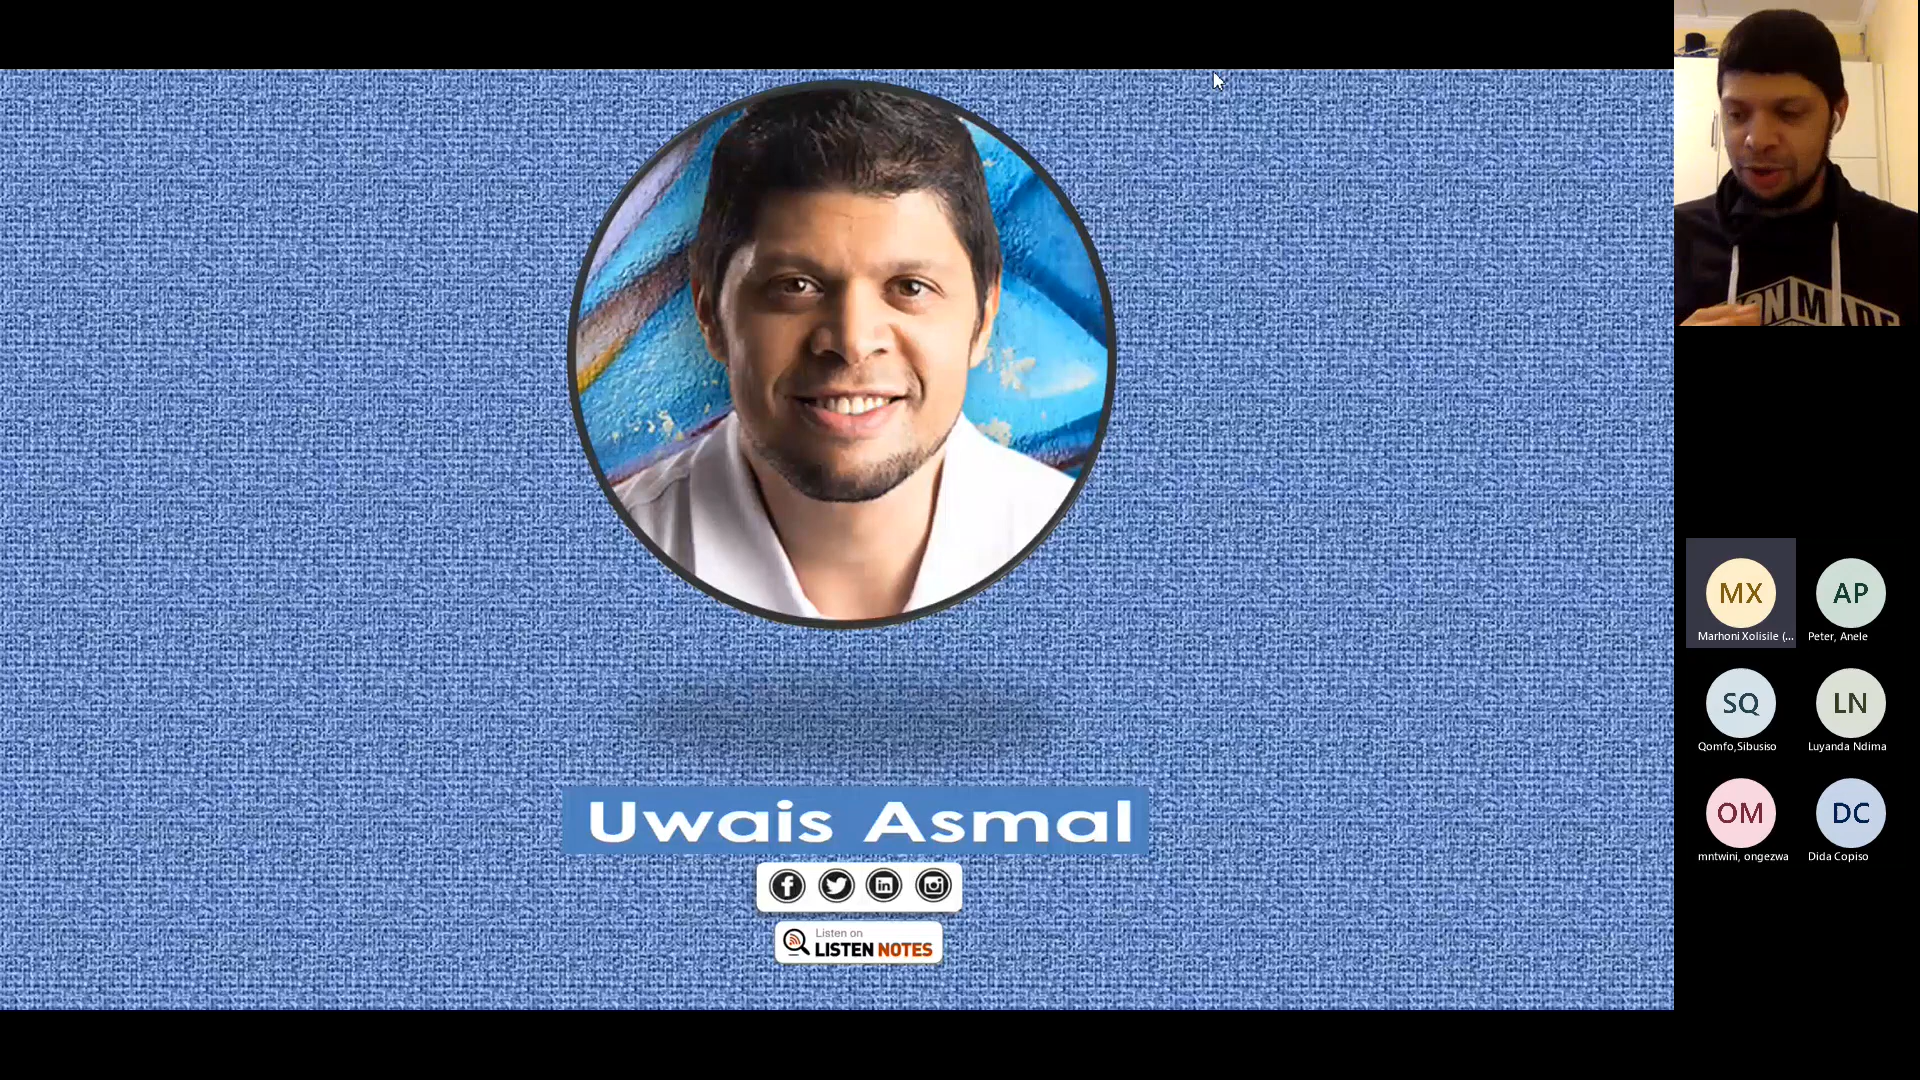 Uwais Asmal
Listen on
LISTEN NOTES
MX
Marhoni Xolisile (...
AP
Peter, Anele
SQ
Qomfo,Sibusiso
LN
Luyanda Ndima
OM
mntwini, ongezwa
DC
Dida Copiso